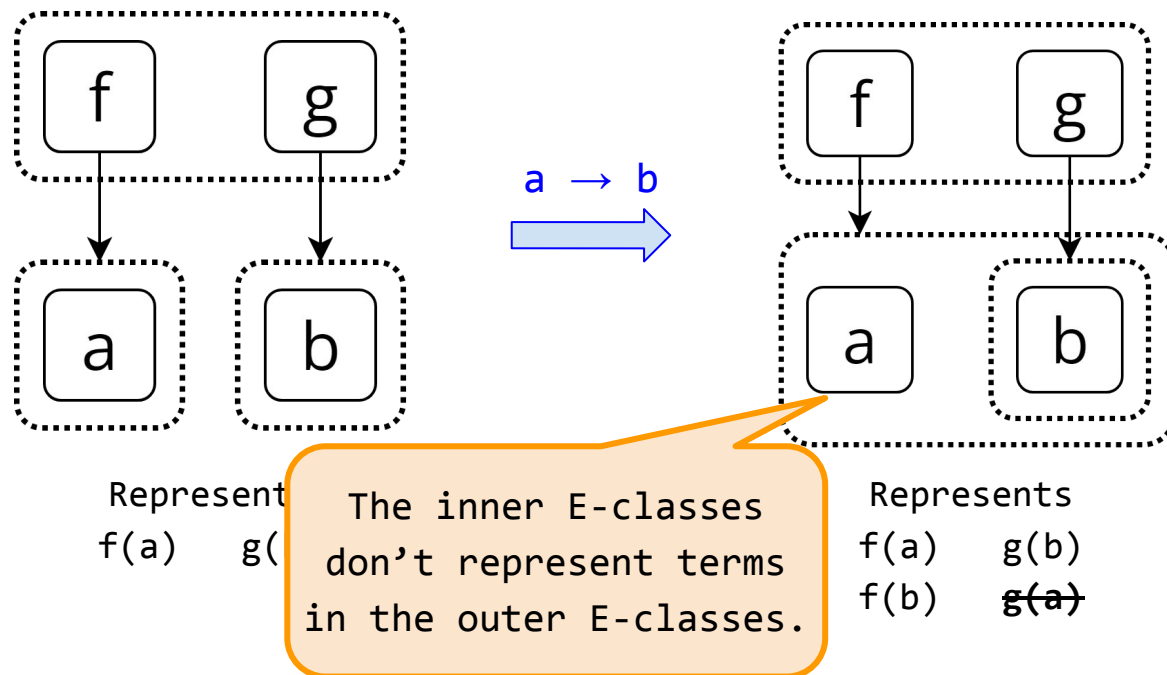 f g
a b
a → b
f g
a b
Represent
f(a) g(
The inner E-classes
don’t represent terms
in the outer E-classes.
Represents
f(a) g(b)
f(b) g(a)